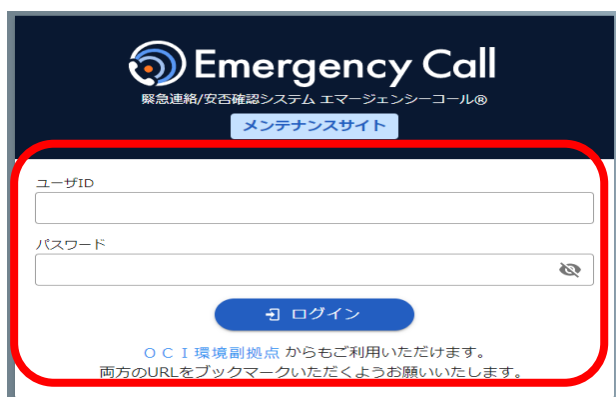 Emergency Call
緊急連絡/安否確認システム エマージェンシーコール®
メンテナンスサイト
ユーザID
パスワード
ログイン
ＯＣＩ環境副拠点 からもご利用いただけます。
両方のURLをブックマークいただくようお願いいたします。